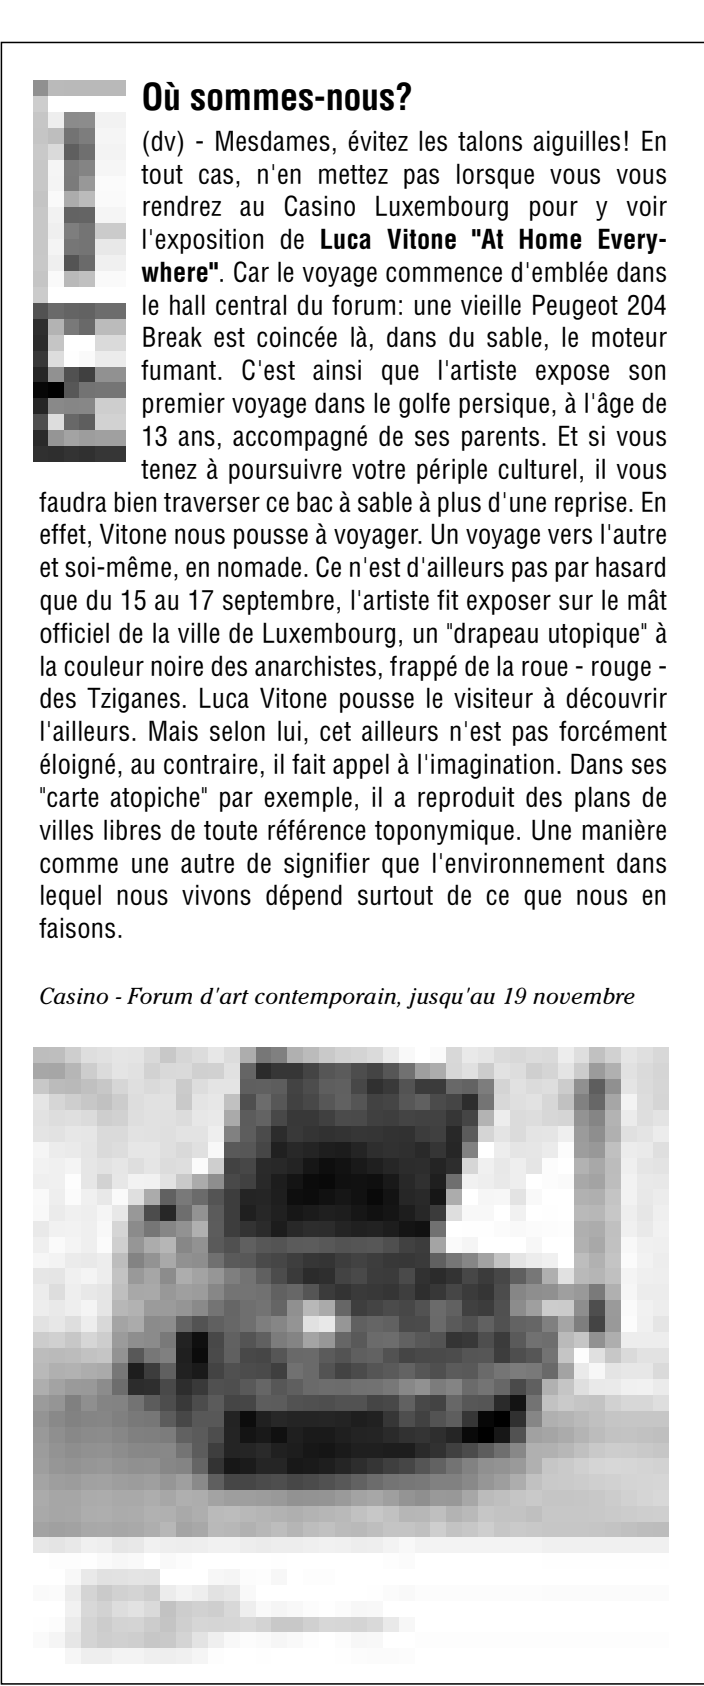 Où sommes-nous?
(dv) - Mesdames, évitez les talons aiguilles! En
tout cas, n'en mettez pas lorsque vous vous
rendrez au Casino Luxembourg pour y voir
l'exposition de Luca Vitone "At Home Every-
where". Car le voyage commence d'emblée dans
le hall central du forum: une vieille Peugeot 204
Break est coincée là, dans du sable, le moteur
fumant. C'est ainsi que l'artiste expose son
premier voyage dans le golfe persique, à l'âge de
13 ans, accompagné de ses parents. Et si vous
tenez à poursuivre votre périple culturel, il vous
faudra bien traverser ce bac à sable à plus d'une reprise. En
effet, Vitone nous pousse à voyager. Un voyage vers l'autre
et soi-même, en nomade. Ce n'est d'ailleurs pas par hasard
que du 15 au 17 septembre, l'artiste fit exposer sur le mât
officiel de la ville de Luxembourg, un "drapeau utopique" à
la couleur noire des anarchistes, frappé de la roue - rouge -
des Tziganes. Luca Vitone pousse le visiteur à découvrir
l'ailleurs. Mais selon lui, cet ailleurs n'est pas forcément
éloigné, au contraire, il fait appel à l'imagination. Dans ses
"carte atopiche" par exemple, il a reproduit des plans de
villes libres de toute référence toponymique. Une manière
comme une autre de signifier que l'environnement dans
lequel nous vivons dépend surtout de ce que nous en
faisons.
Casino - Forum d'art contemporain, jusqu'au 19 novembre